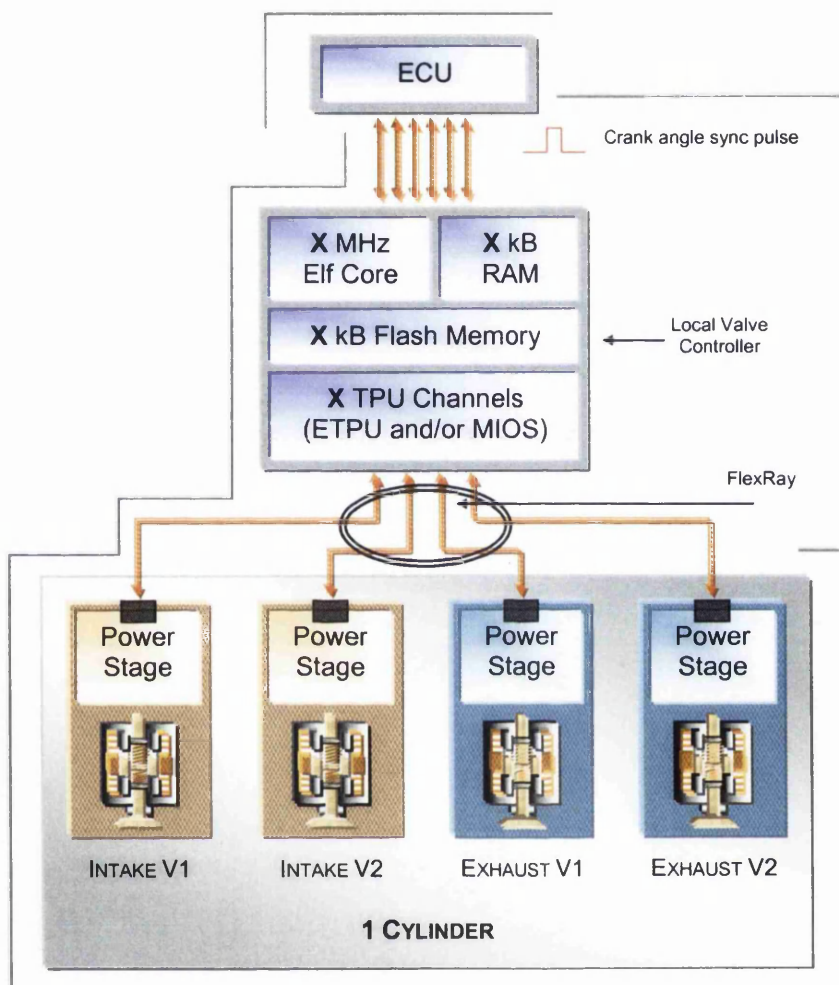 ECU
Crank angle sync pulse
X MHz
Elf Core
X kB
RAM
X kB Flash Memory
Local Valve
Controller
X TPU Channels
(ETPU and/or MIOS)
FlexRay
Power
Stage
Power
Stage
Power
Stage
Power
Stage
INTAKE V1
INTAKE V2
EXHAUST V1
EXHAUST V2
1 CYLINDER